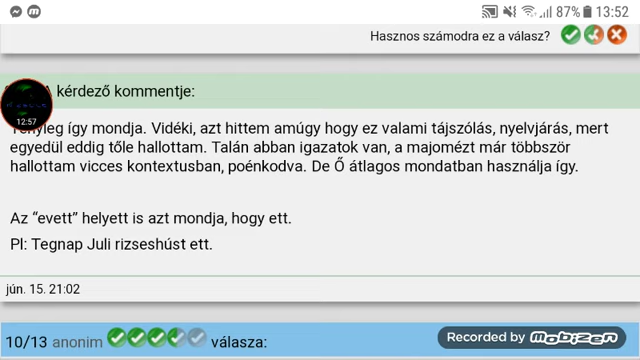 87% 13:52
Hasznos számodra ez a válasz?
A kérdező kommentje:
12:57
Tényleg így mondja. Vidéki, azt hittem amúgy hogy ez valami tájszólás, nyelvjárás, mert
egyedül eddig tőle hallottam. Talán abban igazatok van, a majomézt már többször
hallottam vicces kontextusban, poénkodva. De Ő átlagos mondatban használja így.
Az “evett” helyett is azt mondja, hogy ett.
Pl: Tegnap Juli rizseshúst ett.
jún. 15. 21:02
10/13 anonim válasza:
Recorded by mobizen